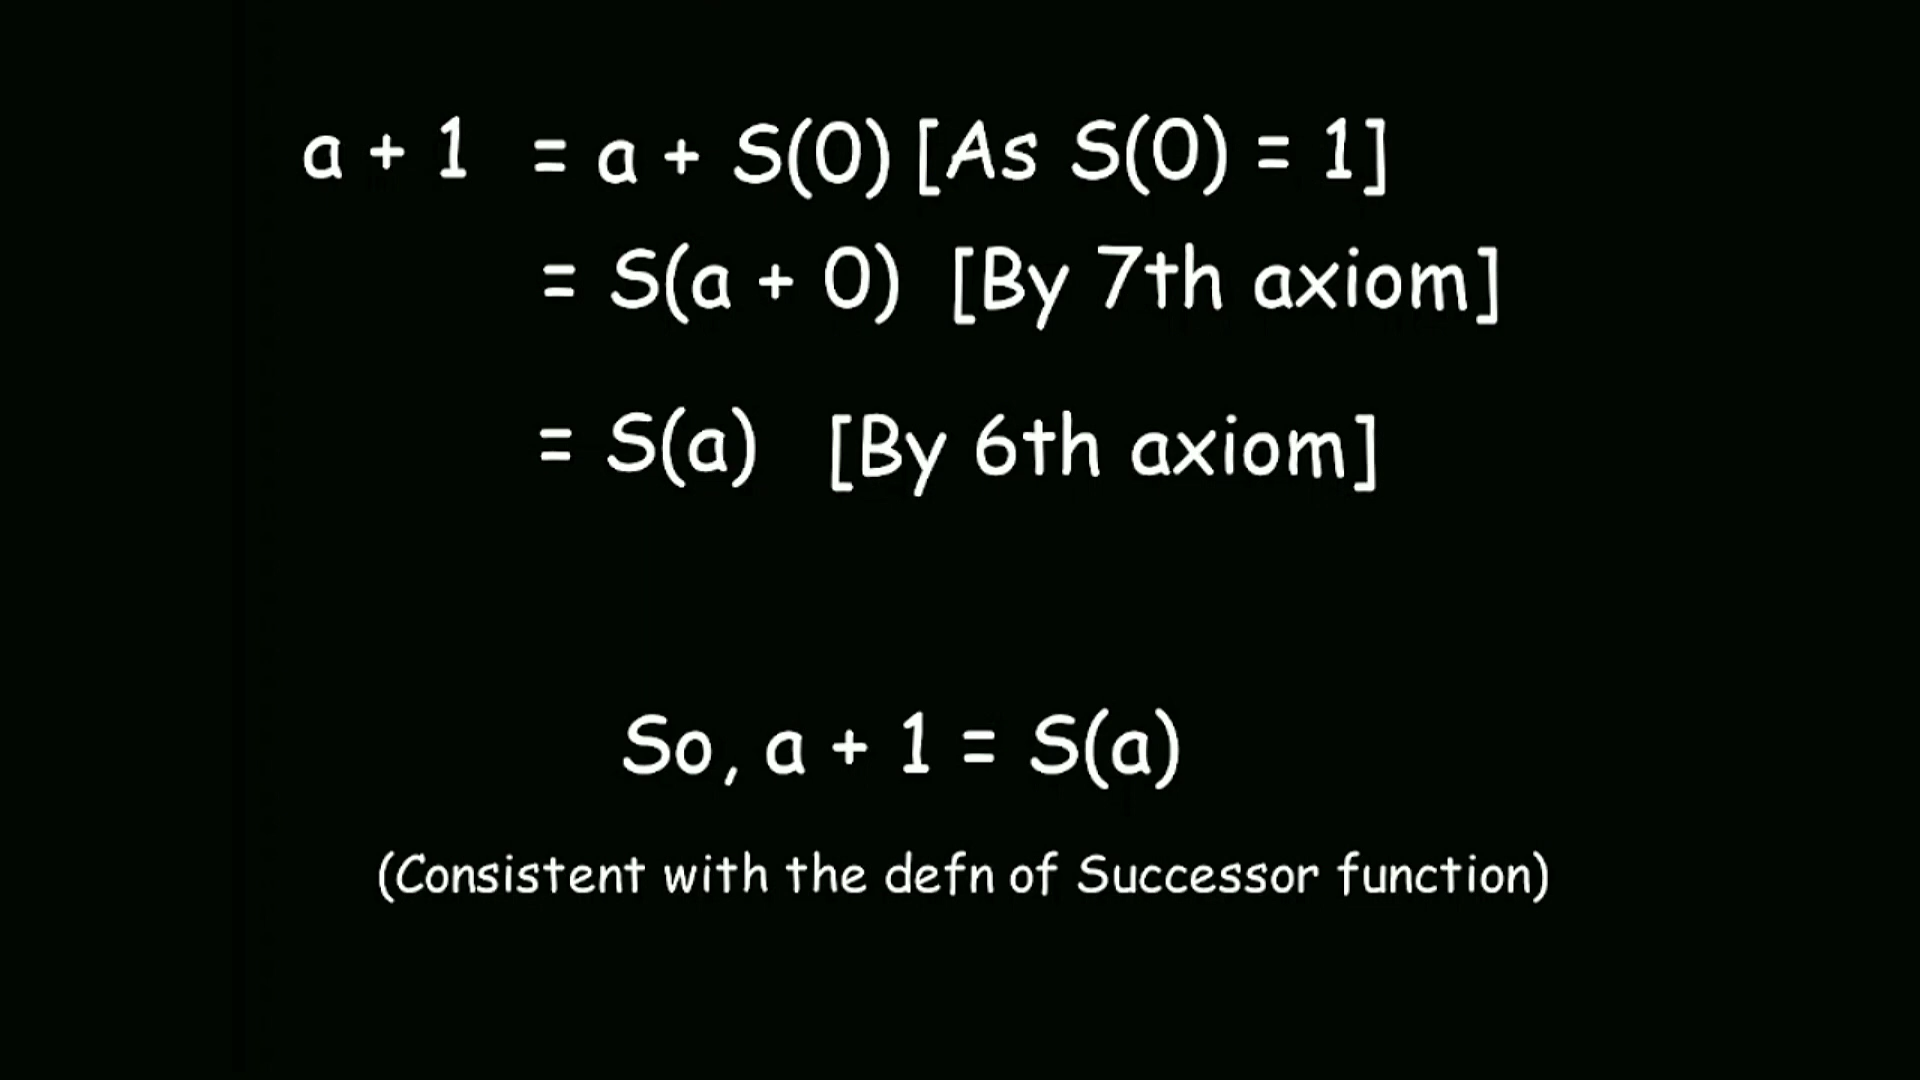 a + 1 = a + S(0) [As S(0) = 1]
= S(a + 0) [By 7th axiom]
= S(a) [By 6th axiom]
So, a + 1 = S(a)
(Consistent with the defn of Successor function)